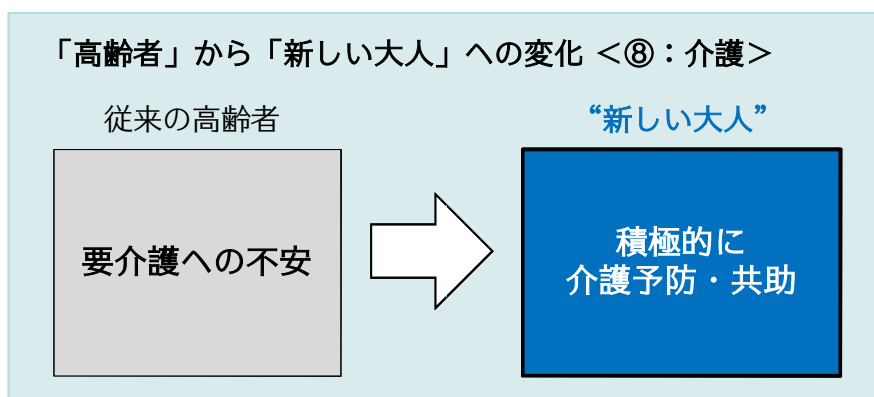 「高齢者」から「新しい大人」への変化 ＜⑧：介護＞
従来の高齢者
“新しい大人”
要介護への不安
積極的に
介護予防・共助